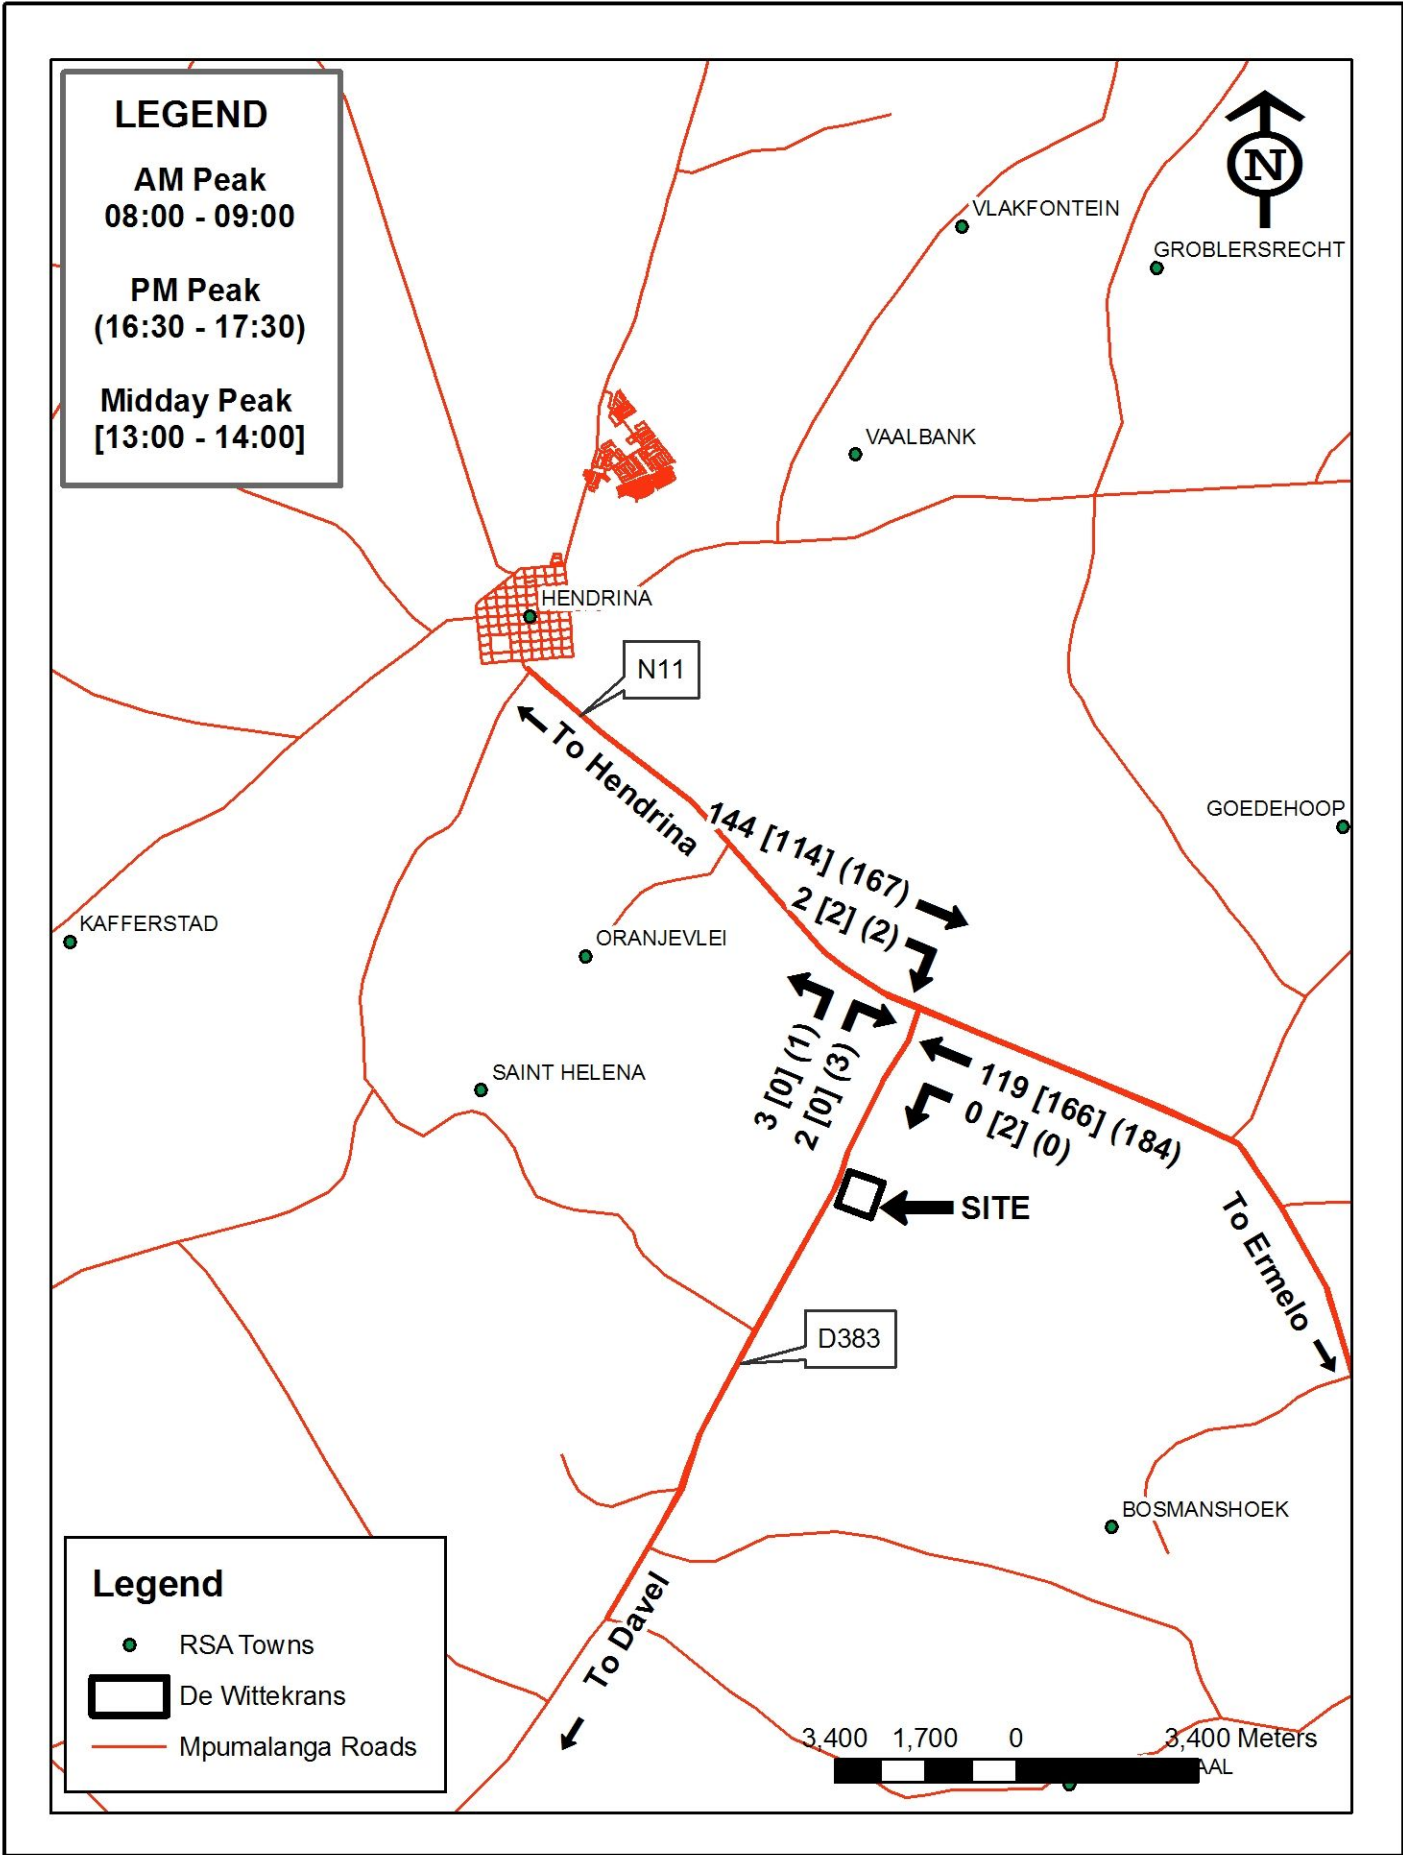 LEGEND
AM Peak
08:00 - 09:00
PM Peak
(16:30 - 17:30)
Midday Peak
[13:00 - 14:00]
N
VLAKFONTEIN
GROBLERSRECHT
VAALBANK
HENDRINA
N11
To Hendrina
144 [114] (167)
2 [2] (2)
GOEDEHOOP
KAFFERSTAD
ORANJEVLEI
3 [0] (1)
2 [0] (3)
119 [166] (184)
0 [2] (0)
SAINT HELENA
SITE
To Ermelo
D383
BOSMANSHOEK
To Davel
Legend
RSA Towns
De Wittekrans
Mpumalanga Roads
3,400 1,700 0 3,400 Meters
AAL